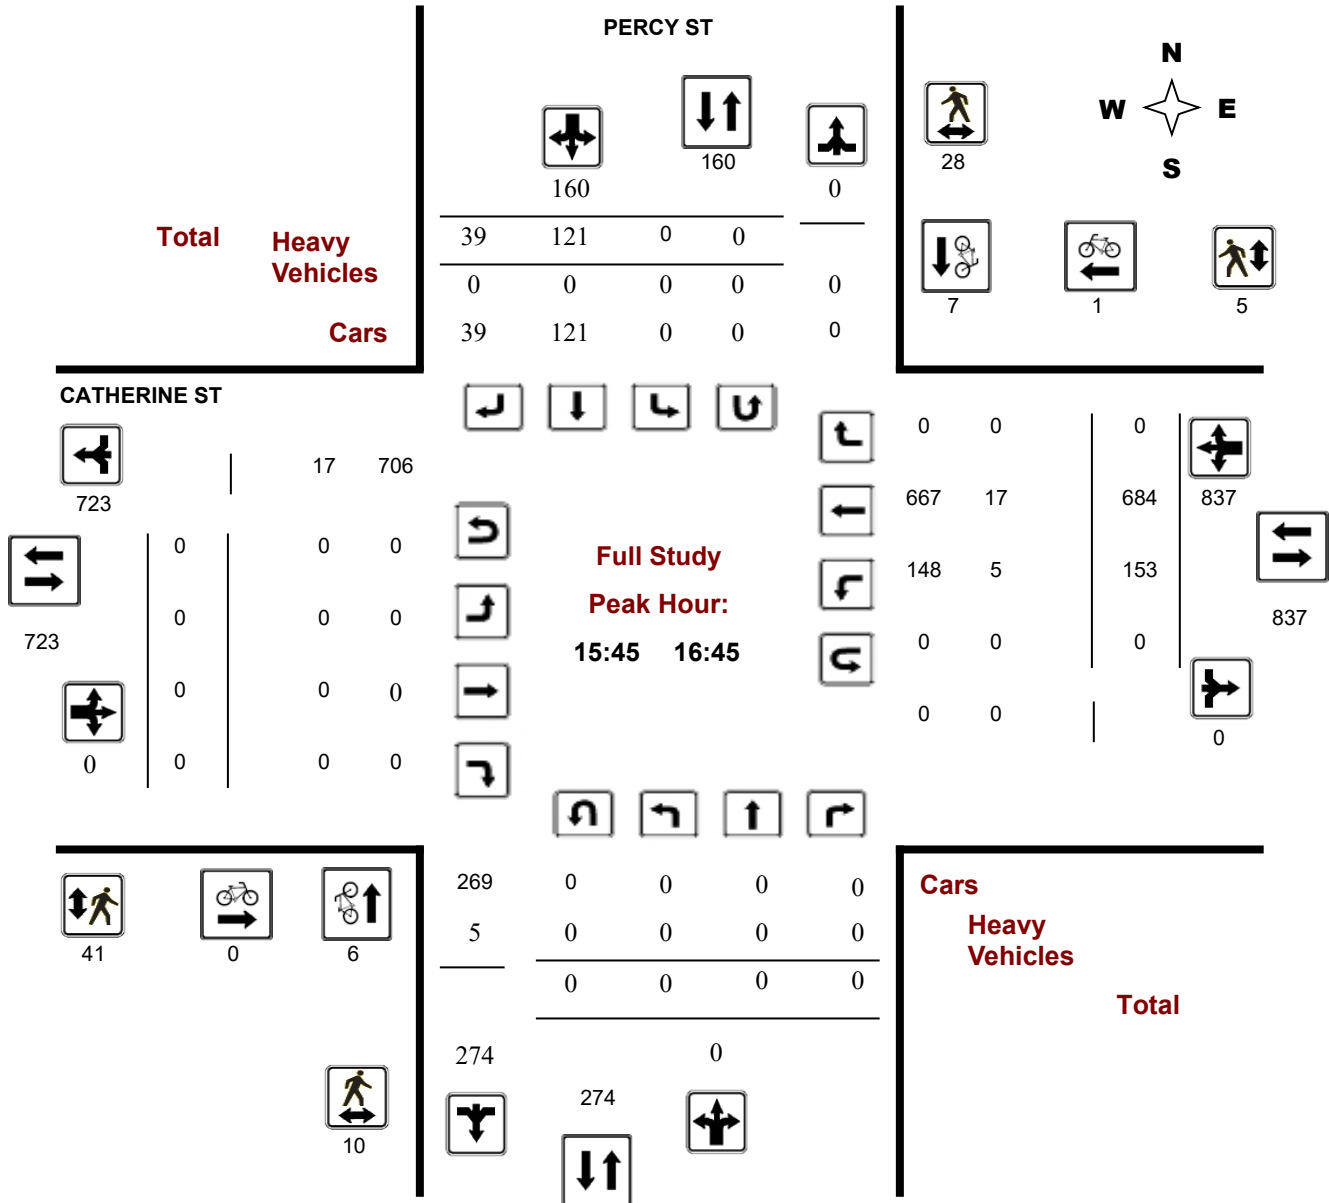 PERCY ST
N
W E
S
160
28
160 0
Total Heavy
Vehicles
39 121 0 0
0 0 0 0 0
7 1 5
Cars 39 121 0 0 0
CATHERINE ST
0 0 0
17 706
723
667 17 684 837
0 0 0
Full Study
148 5 153
0 0 0
Peak Hour:
837
723
15:45 16:45
0 0 0
0 0 0
0 0
0
0 0 0 0
269 0 0 0 0
Cars
5 0 0 0 0
Heavy
Vehicles
41 0 6
0 0 0 0
Total
274 0
274
10